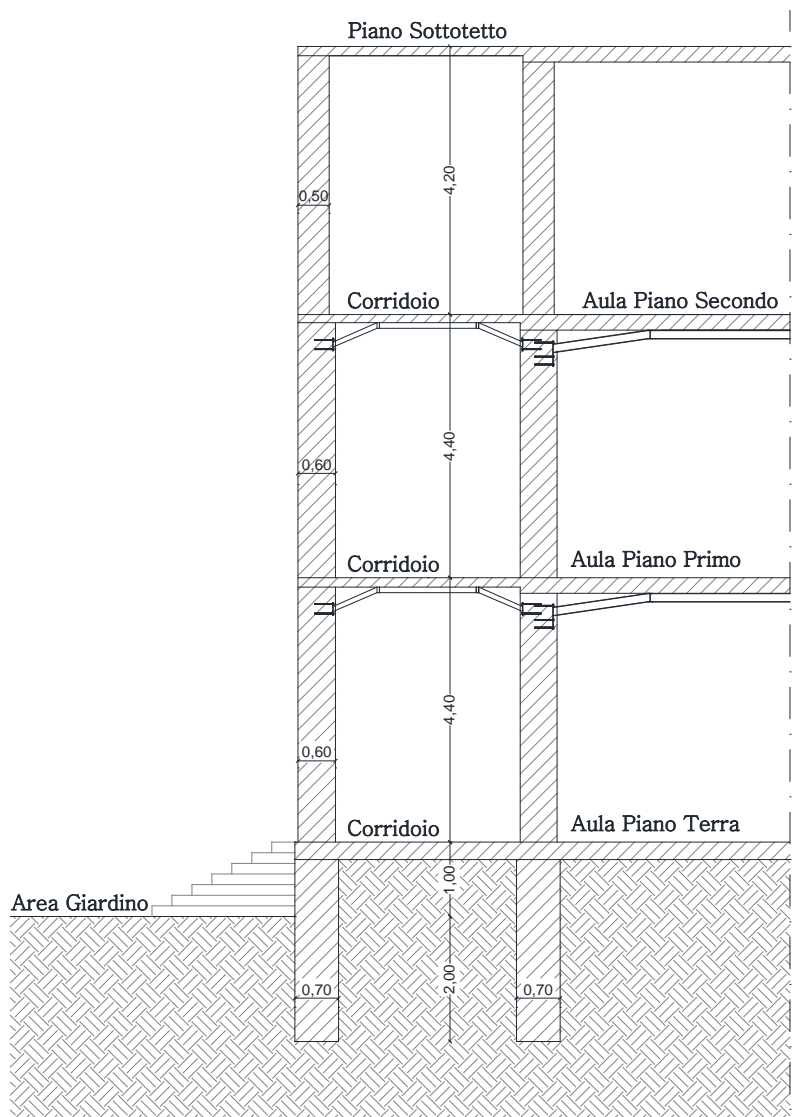 Piano Sottotetto
4,20
0,50
Corridoio
Aula Piano Secondo
4,40
0,60
Corridoio
Aula Piano Primo
4,40
0,60
Corridoio
Aula Piano Terra
1,00
Area Giardino
2,00
0,70
0,70